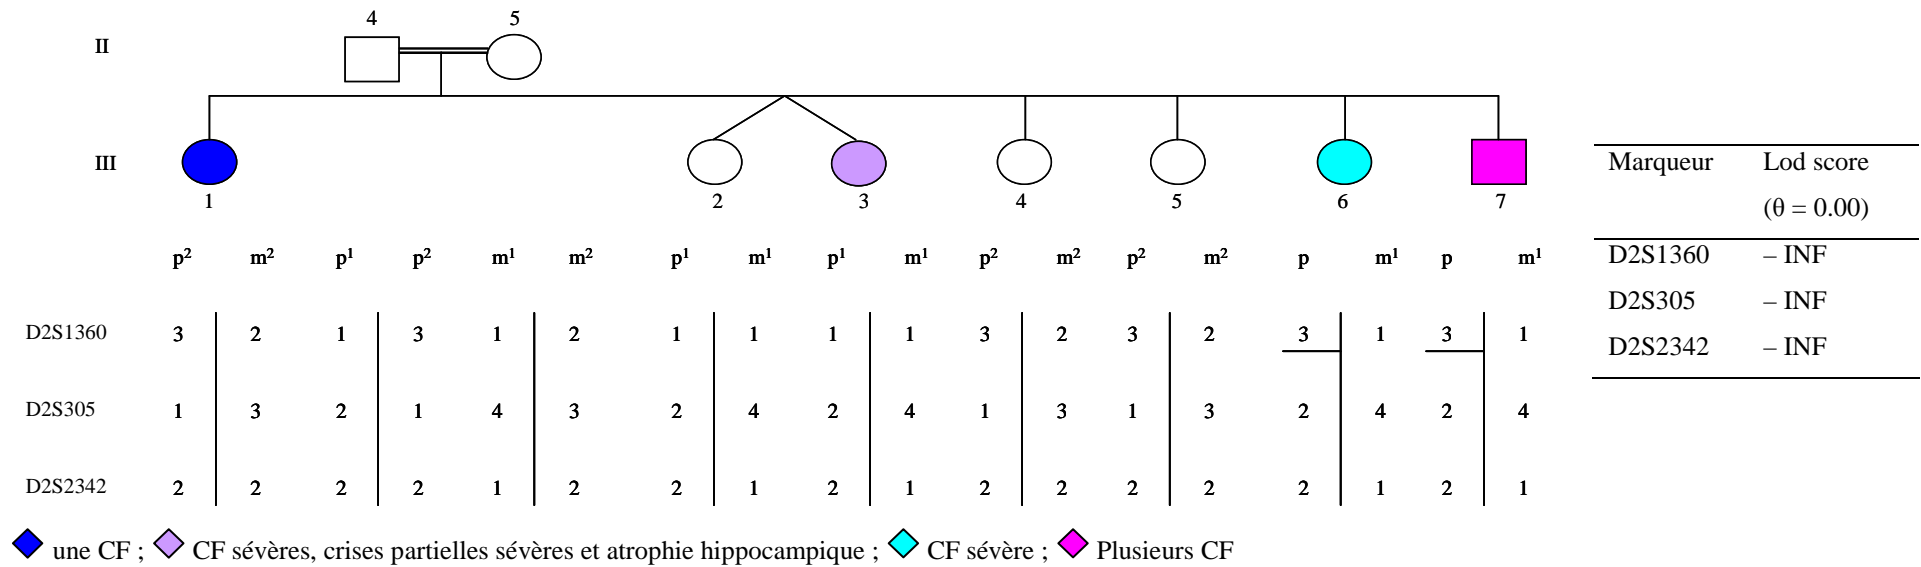 4 5
II
III
1 2 3 4 5 6 7
Marqueur Lod score
(θ = 0.00)
p² m² p¹ p² m¹ m² p¹ m¹ p¹ m¹ p² m² p² m² p m¹ p m¹
D2S1360 – INF
D2S305 – INF
D2S2342 – INF
D2S1360 3 2 1 3 1 2 1 1 1 1 3 2 3 2 3 1 3 1
D2S305 1 3 2 1 4 3 2 4 2 4 1 3 1 3 2 4 2 4
D2S2342 2 2 2 2 1 2 2 1 2 1 2 2 2 2 2 1 2 1
une CF ; CF sévères, crises partielles sévères et atrophie hippocampique ; CF sévère ; Plusieurs CF